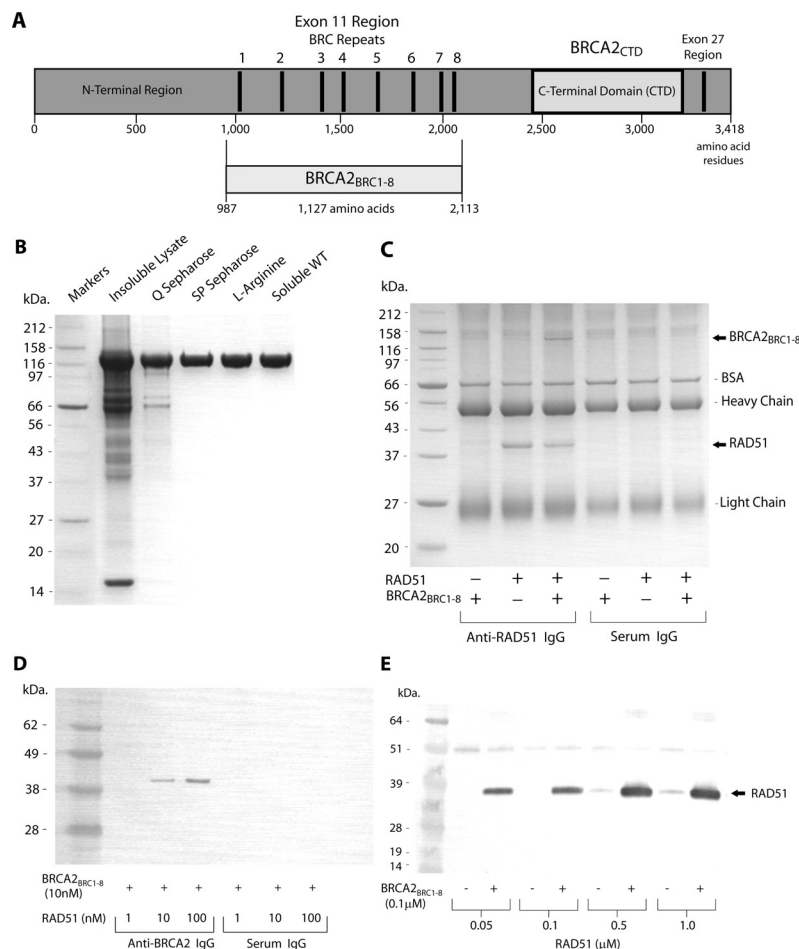 A
Exon 11 Region
BRC Repeats
1 2 3 4 5 6 7 8
BRCA2CTD
Exon 27
Region
N-Terminal Region
C-Terminal Domain (CTD)
0 500 1,000 1,500 2,000 2,500 3,000 3,418
amino acid
residues
BRCA2BRC1-8
987 1,127 amino acids 2,113
B
kDa.
Markers
Insoluble Lysate
Q Sepharose
SP Sepharose
L-Arginine
Soluble WT
212 -
158 -
116 -
97 -
66 -
56 -
43 -
37 -
27 -
20 -
14 -
C
kDa.
212 -
158 -
116 -
97 -
66 -
56 -
43 -
37 -
27 -
20 -
BRCA2BRC1-8
-BSA
-Heavy Chain
RAD51
-Light Chain
RAD51 – + + – + +
BRCA2BRC1-8 + – + + – +
Anti-RAD51 IgG Serum IgG
D
kDa.
62 -
49 -
38 -
28 -
BRCA2BRC1-8
(10nM)
+ + + + + +
RAD51 (nM) 1 10 100 1 10 100
Anti-BRCA2 IgG Serum IgG
E
kDa.
64 -
51 -
39 -
28 -
19 -
14 -
RAD51
BRCA2BRC1-8
(0.1µM)
- + - + - + - +
0.05 0.1 0.5 1.0
RAD51 (µM)